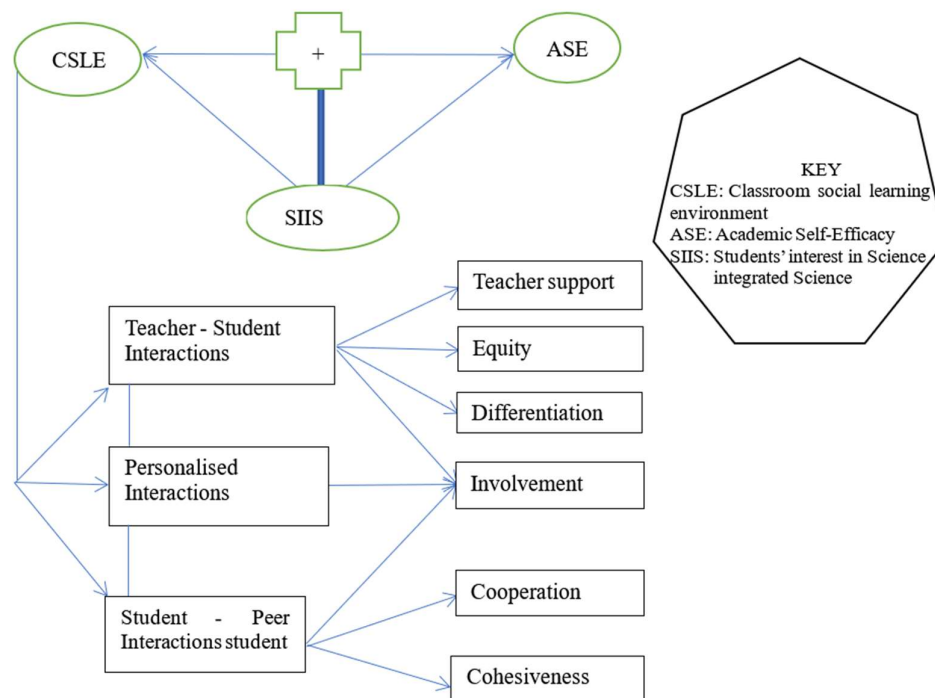 CSLE
+
ASE
SIIS
KEY
CSLE: Classroom social learning
environment
ASE: Academic Self-Efficacy
SIIS: Students’ interest in Science
integrated Science
Teacher support
Teacher - Student
Interactions
Equity
Differentiation
Personalised
Interactions
Involvement
Cooperation
Student - Peer
Interactions student
Cohesiveness